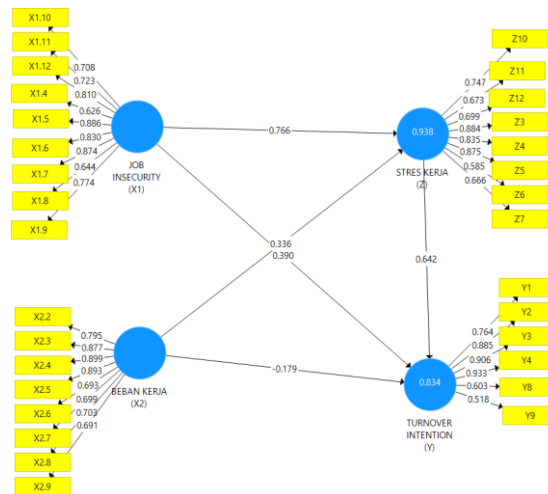 X1.10
X1.11
X1.12
X1.4
X1.5
X1.6
X1.7
X1.8
X1.9
0.708
0.723
0.810
0.626
0.886
0.830
0.874
0.644
0.774
JOB
INSECURITY
(X1)
0.766
0.938
STRES KERJA
(Z)
0.747
0.673
0.699
0.884
0.835
0.875
0.585
0.666
Z10
Z11
Z12
Z3
Z4
Z5
Z6
Z7
0.336
0.390
0.642
X2.2
X2.3
X2.4
X2.5
X2.6
X2.7
X2.8
X2.9
0.795
0.877
0.899
0.893
0.693
0.699
0.703
0.691
BEBAN KERJA
(X2)
-0.179
0.834
TURNOVER
INTENTION
(Y)
0.764
0.885
0.906
0.933
0.603
0.518
Y1
Y2
Y3
Y4
Y8
Y9